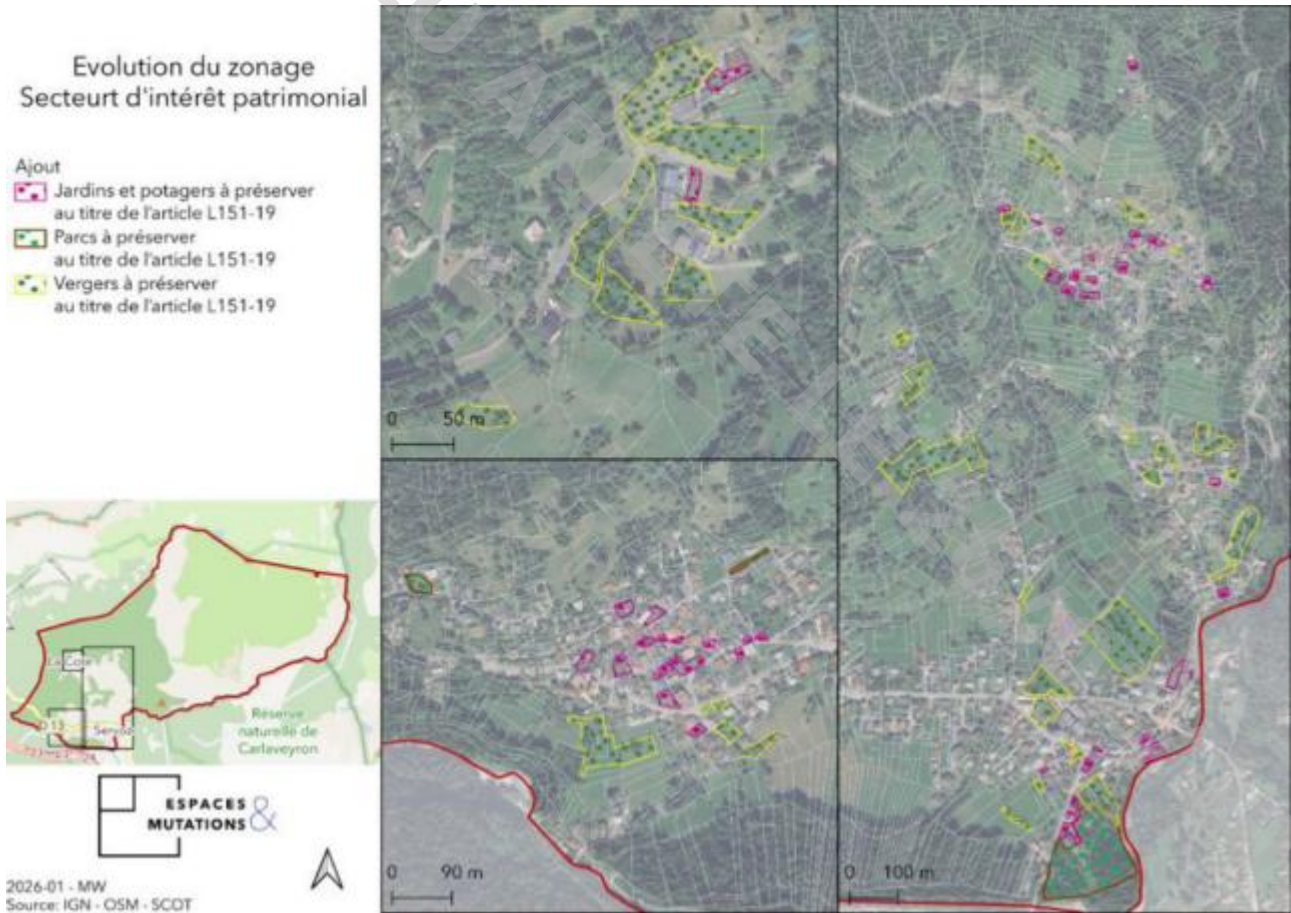 Evolution du zonage
Secteurt d'intérêt patrimonial
Ajout
Jardins et potagers à préserver
au titre de l'article L151-19
Parcs à préserver
au titre de l'article L151-19
Vergers à préserver
au titre de l'article L151-19
0 50 m
0 90 m
0 100 m
La Côte
D 13
Servoz
Réserve
naturelle de
Carlaveyron
ESPACES &
MUTATIONS
2026-01 - MW
Source: IGN - OSM - SCOT